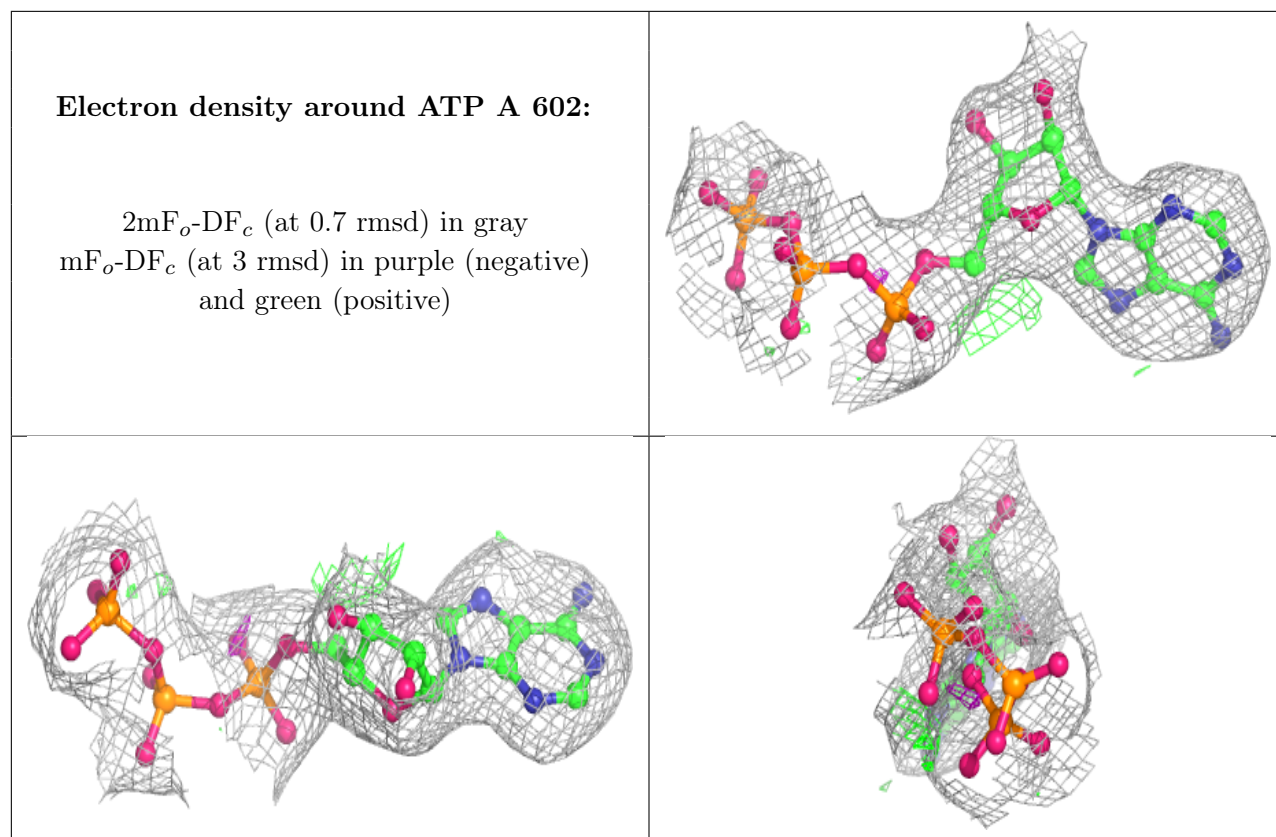 Electron density around ATP A 602:
2mFo-DFc (at 0.7 rmsd) in gray
mFo-DFc (at 3 rmsd) in purple (negative)
and green (positive)